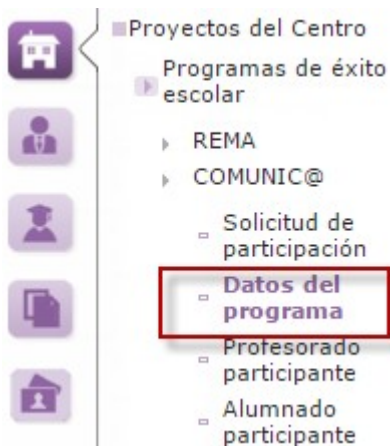 Proyectos del Centro
Programas de éxito
escolar
REMA
COMUNIC@
Solicitud de
participación
Datos del
programa
Profesorado
participante
Alumnado
participante